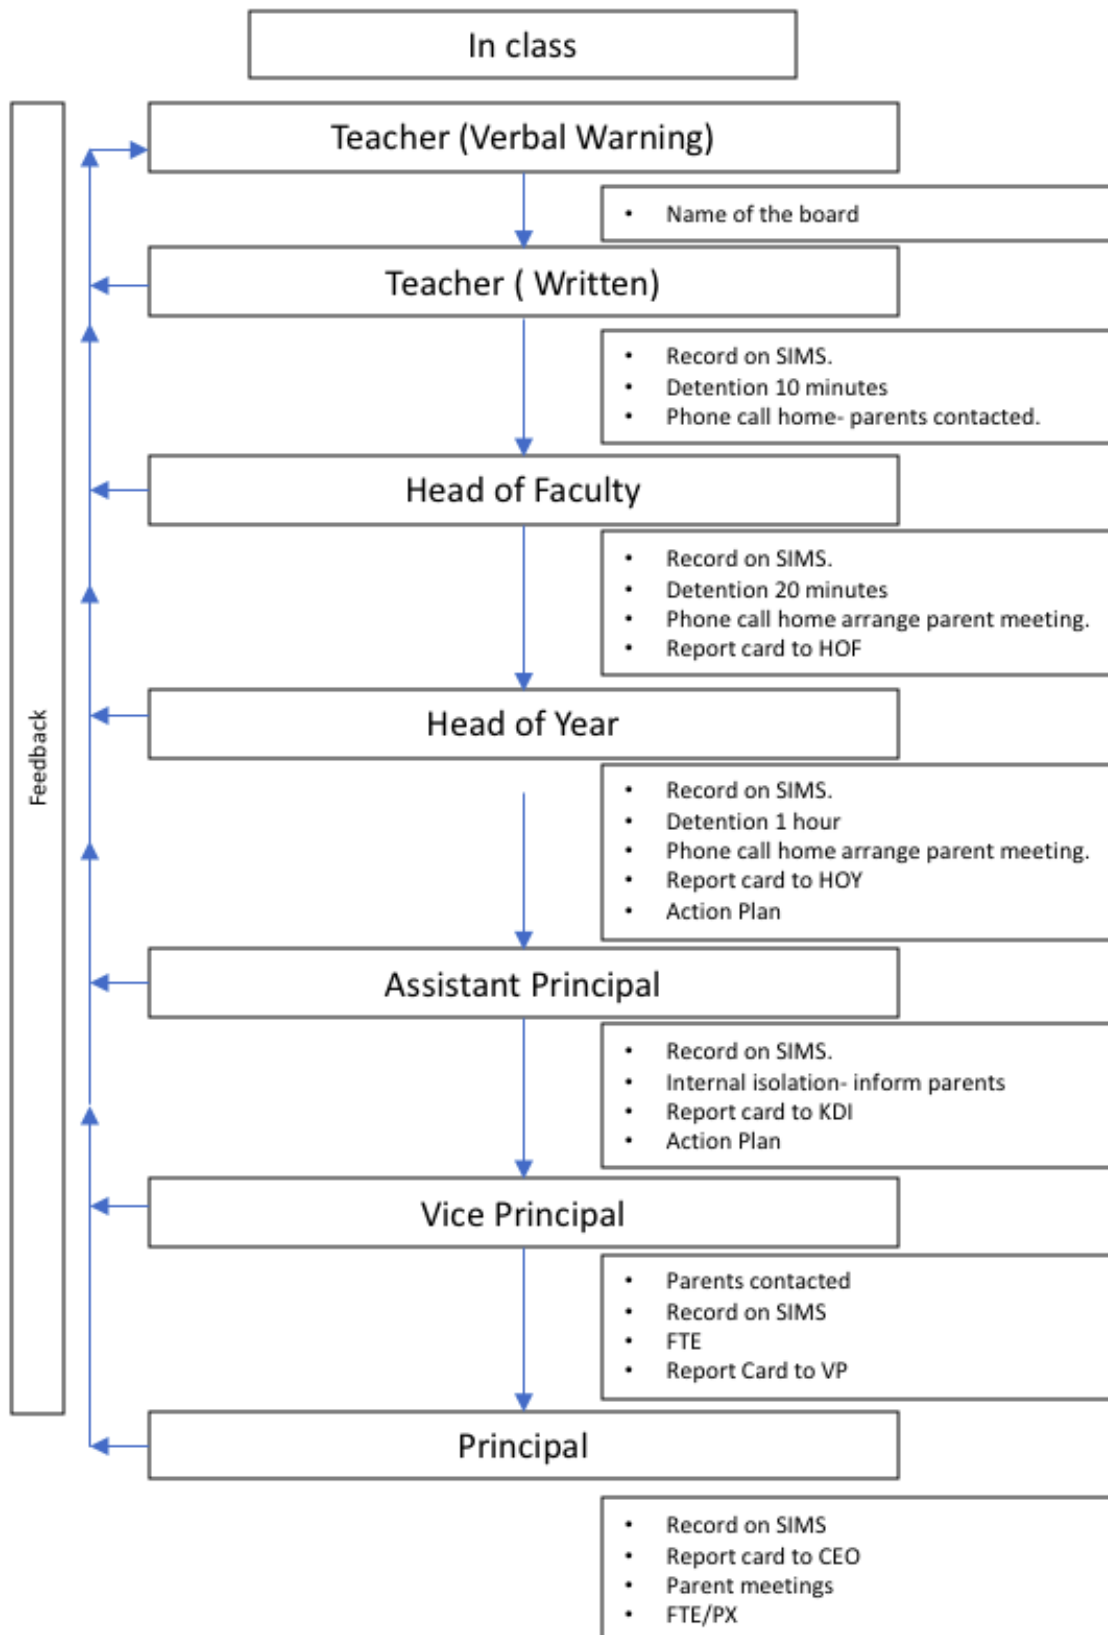 In class
Feedback
Teacher (Verbal Warning)
• Name of the board
Teacher ( Written)
• Record on SIMS.
• Detention 10 minutes
• Phone call home- parents contacted.
Head of Faculty
• Record on SIMS.
• Detention 20 minutes
• Phone call home arrange parent meeting.
• Report card to HOF
Head of Year
• Record on SIMS.
• Detention 1 hour
• Phone call home arrange parent meeting.
• Report card to HOY
• Action Plan
Assistant Principal
• Record on SIMS.
• Internal isolation- inform parents
• Report card to KDI
• Action Plan
Vice Principal
• Parents contacted
• Record on SIMS
• FTE
• Report Card to VP
Principal
• Record on SIMS
• Report card to CEO
• Parent meetings
• FTE/PX